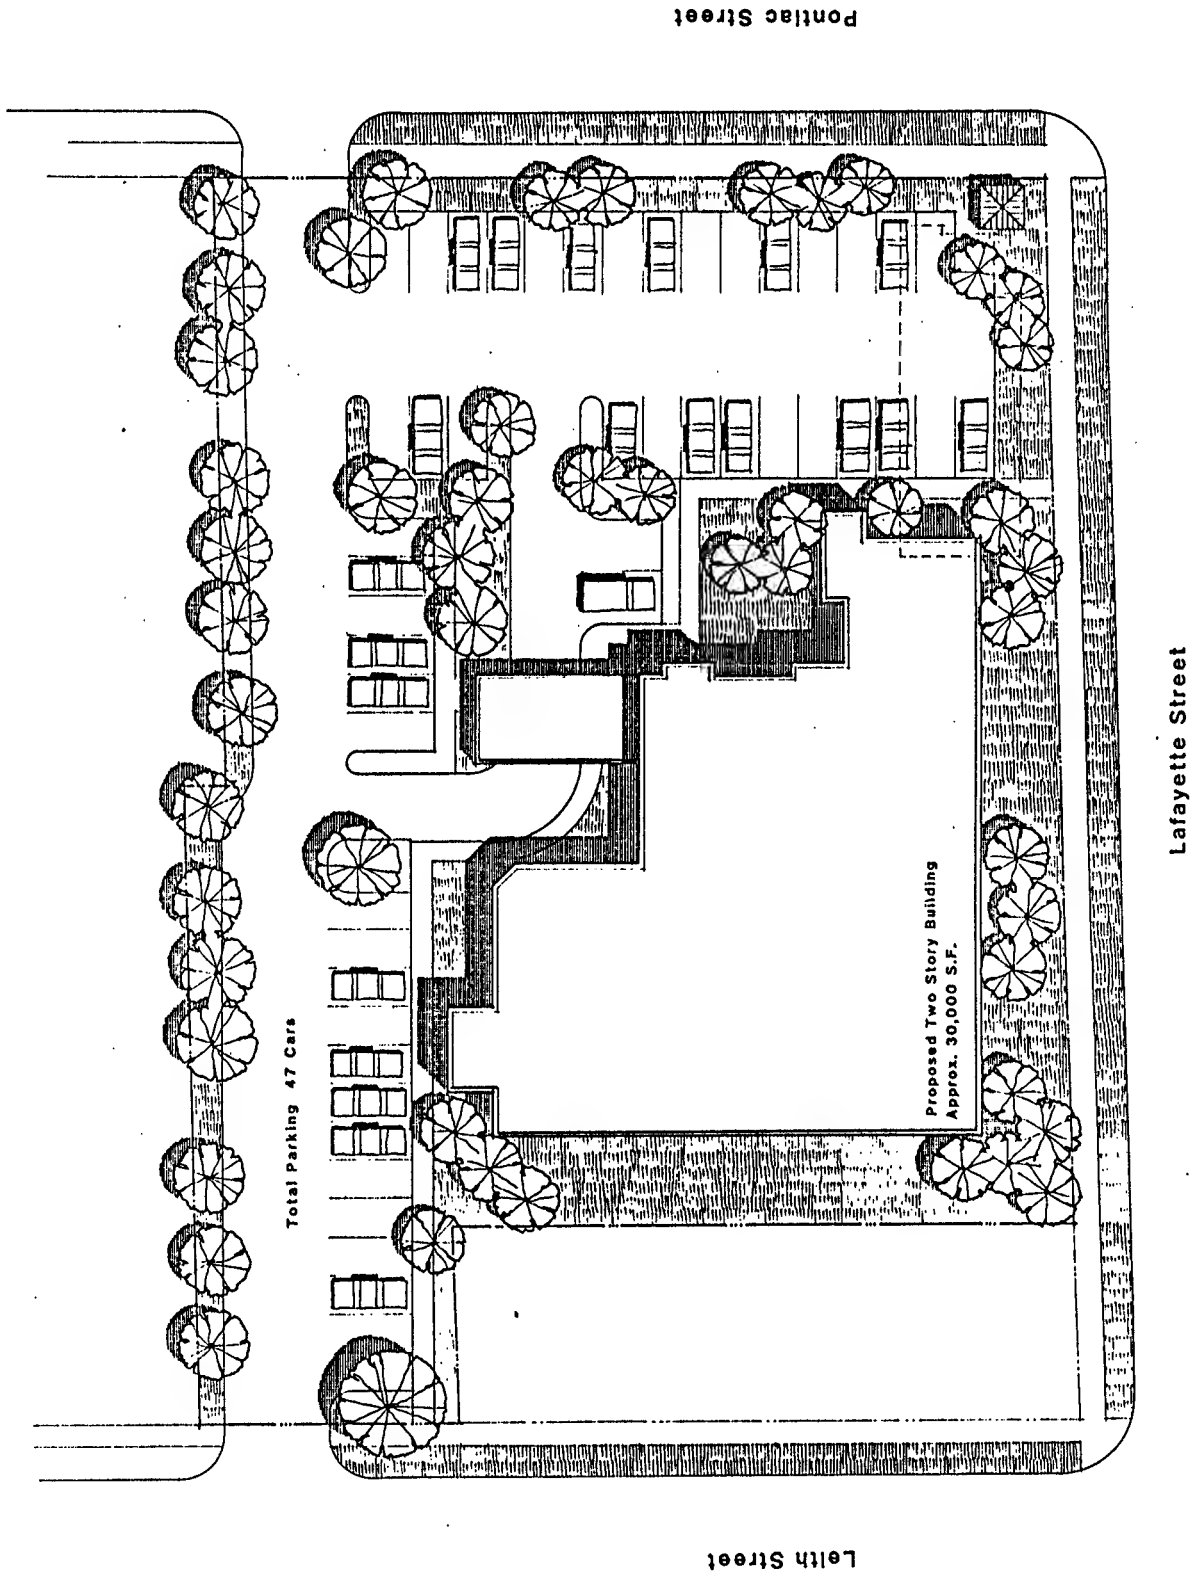 Pontiac Street
Total Parking 47 Cars
Proposed Two Story Building
Approx. 30,000 S.F.
Lafayette Street
Leith Street